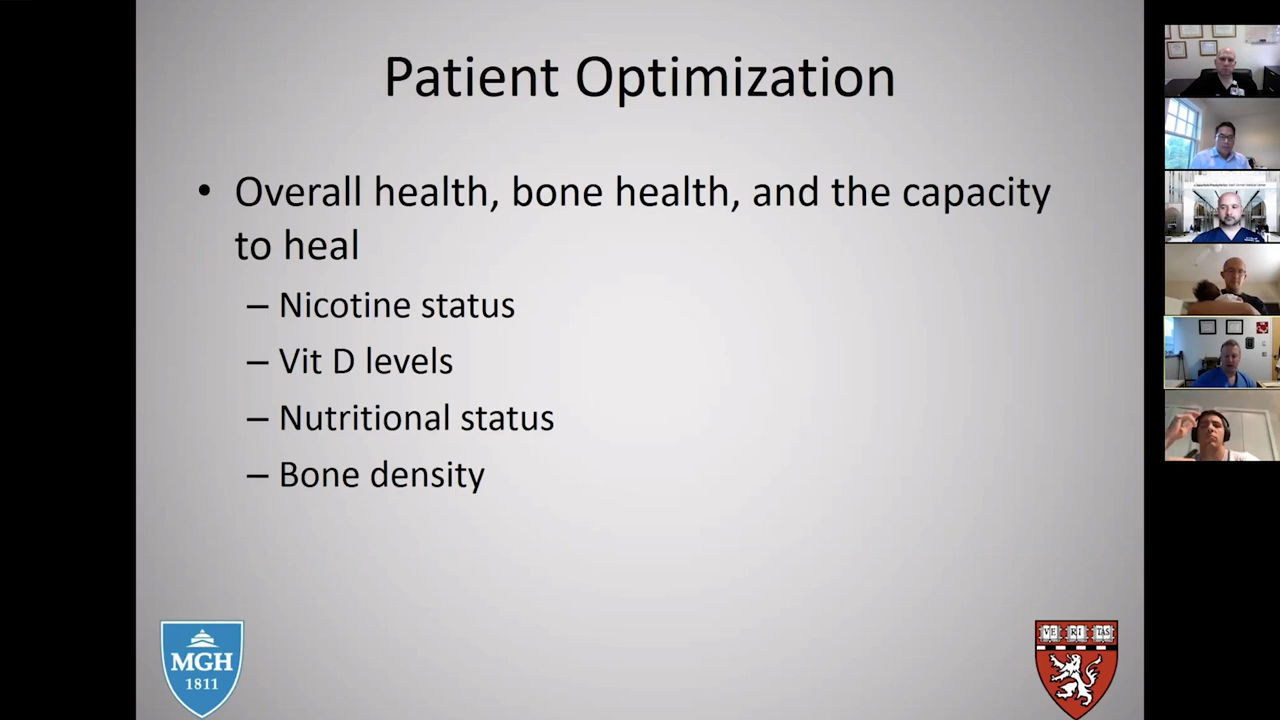 Patient Optimization
• Overall health, bone health, and the capacity
to heal
– Nicotine status
– Vit D levels
– Nutritional status
– Bone density
MGH
1811
VE RI TAS